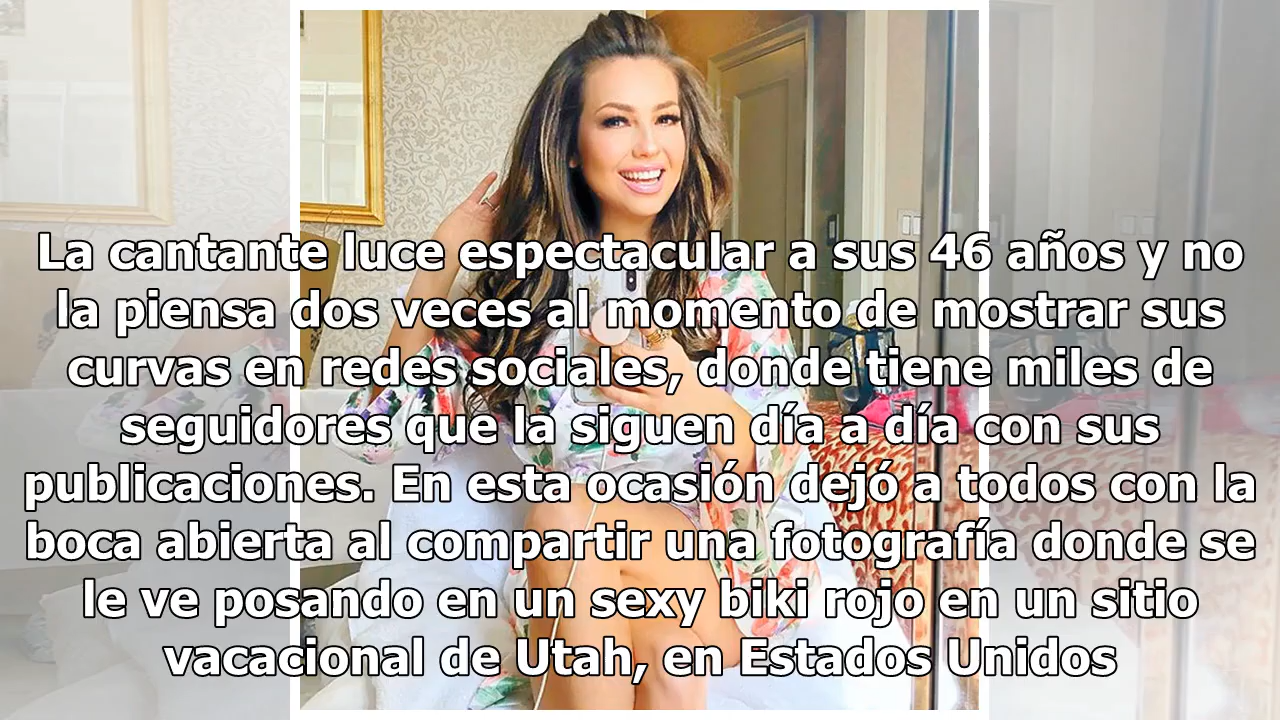 La cantante luce espectacular a sus 46 años y no
la piensa dos veces al momento de mostrar sus
curvas en redes sociales, donde tiene miles de
seguidores que la siguen día a día con sus
publicaciones. En esta ocasión dejó a todos con la
boca abierta al compartir una fotografía donde se
le ve posando en un sexy biki rojo en un sitio
vacacional de Utah, en Estados Unidos